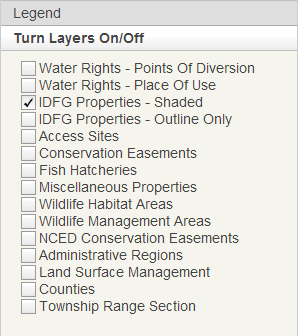 Legend
Turn Layers On/Off
Water Rights - Points Of Diversion
Water Rights - Place Of Use
IDFG Properties - Shaded
IDFG Properties - Outline Only
Access Sites
Conservation Easements
Fish Hatcheries
Miscellaneous Properties
Wildlife Habitat Areas
Wildlife Management Areas
NCED Conservation Easements
Administrative Regions
Land Surface Management
Counties
Township Range Section